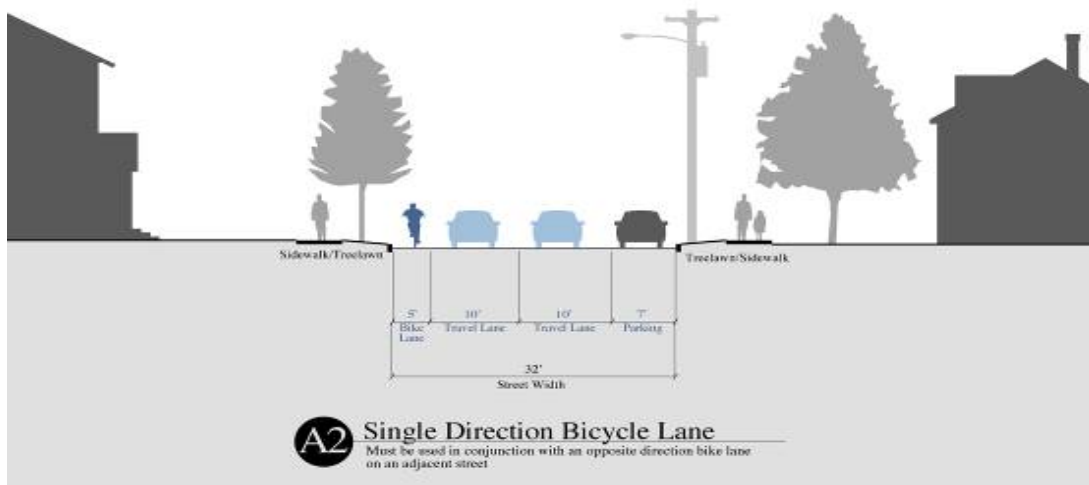 Sidewalk/Treelawn
Treelawn/Sidewalk
5'
10'
10'
7'
Bike
Lane
Travel Lane
Travel Lane
Parking
32'
Street Width
A2
Single Direction Bicycle Lane
Must be used in conjunction with an opposite direction bike lane
on an adjacent street